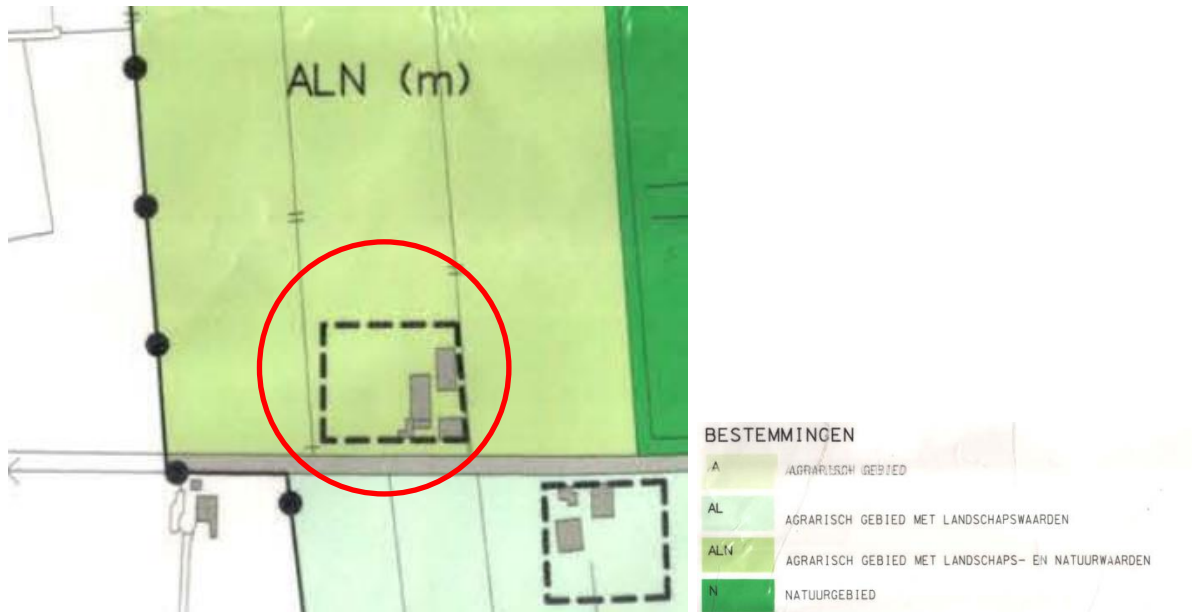 ALN (m)
BESTEMMINGEN
A AGRARISCH GEBIED
AL AGRARISCH GEBIED MET LANDSCHAPSWAARDEN
ALN AGRARISCH GEBIED MET LANDSCHAPS- EN NATUURWAARDEN
N NATUURGEBIED